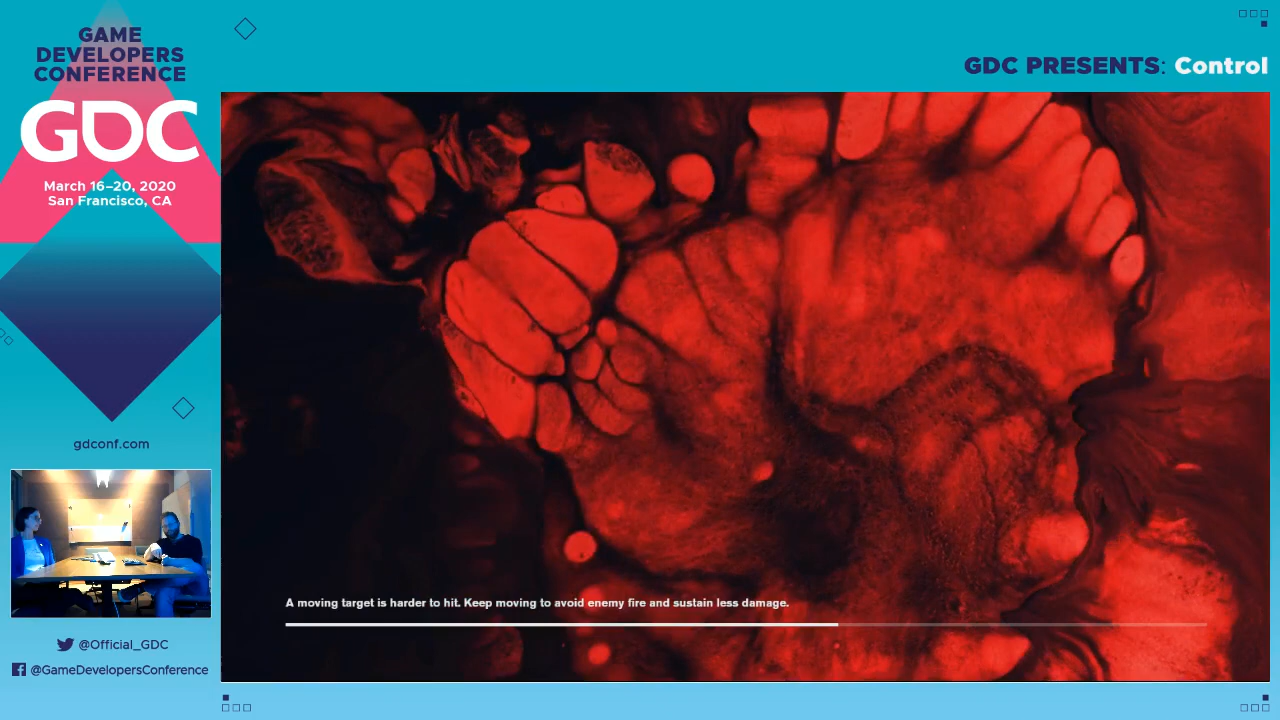 GAME
DEVELOPERS
CONFERENCE
GDC
March 16–20, 2020
San Francisco, CA
gdconf.com
@Official_GDC
@GameDevelopersConference
GDC PRESENTS: Control
A moving target is harder to hit. Keep moving to avoid enemy fire and sustain less damage.